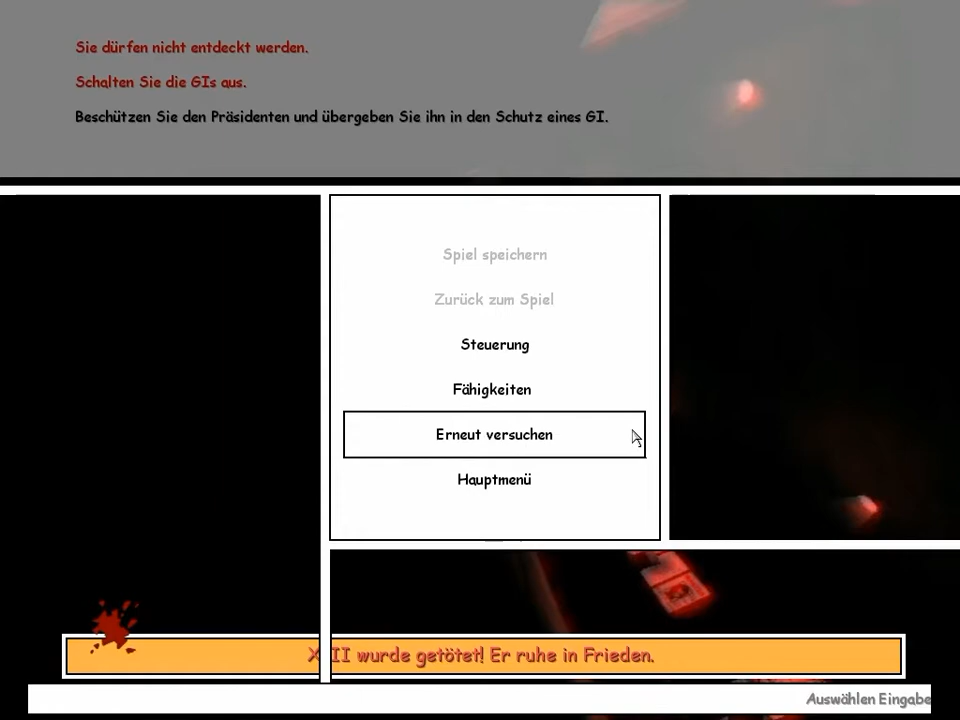 Sie dürfen nicht entdeckt werden.
Schalten Sie die GIs aus.
Beschützen Sie den Präsidenten und übergeben Sie ihn in den Schutz eines GI.
Spiel speichern
Zurück zum Spiel
Steuerung
Fähigkeiten
Erneut versuchen
Hauptmenü
XIII wurde getötet! Er ruhe in Frieden.
Auswählen Eingabe